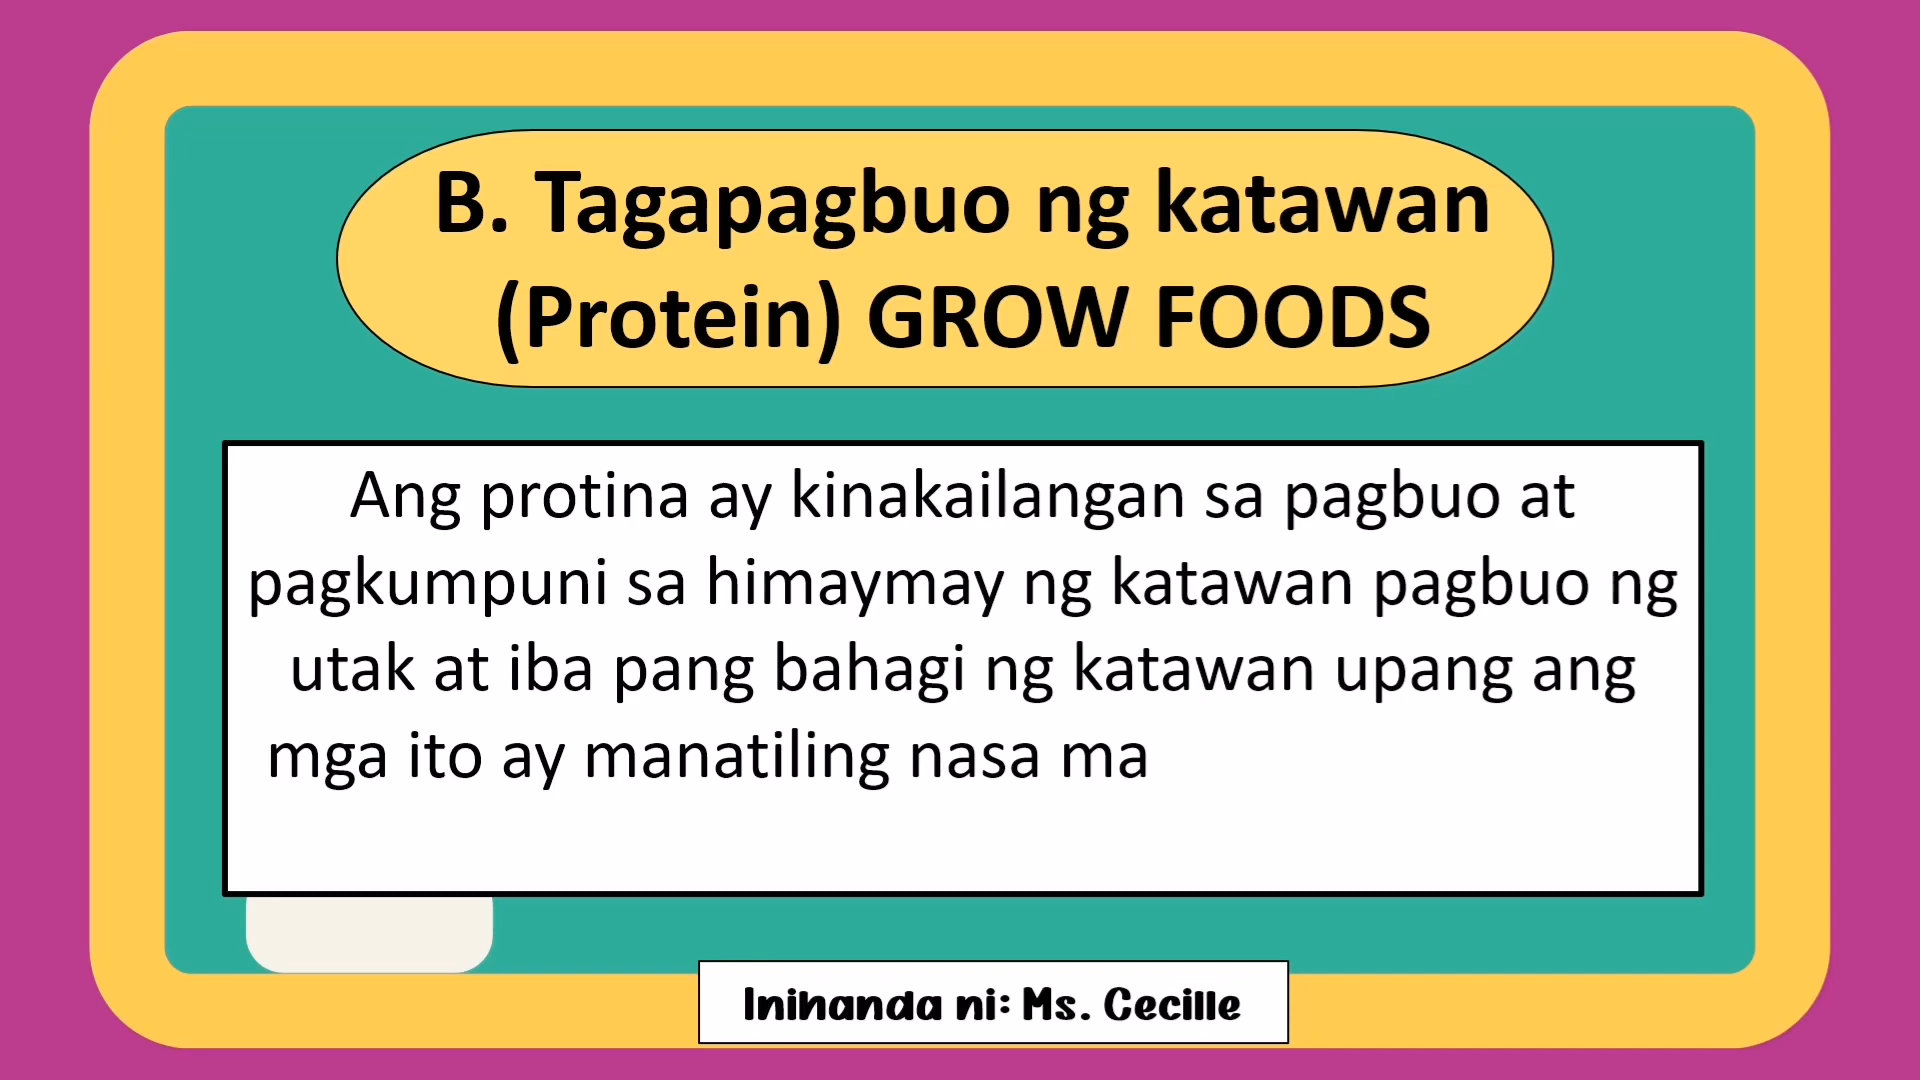 B. Tagapagbuo ng katawan
(Protein) GROW FOODS
Ang protina ay kinakailangan sa pagbuo at
pagkumpuni sa himaymay ng katawan pagbuo ng
utak at iba pang bahagi ng katawan upang ang
mga ito ay manatiling nasa ma
Inihanda ni: Ms. Cecille